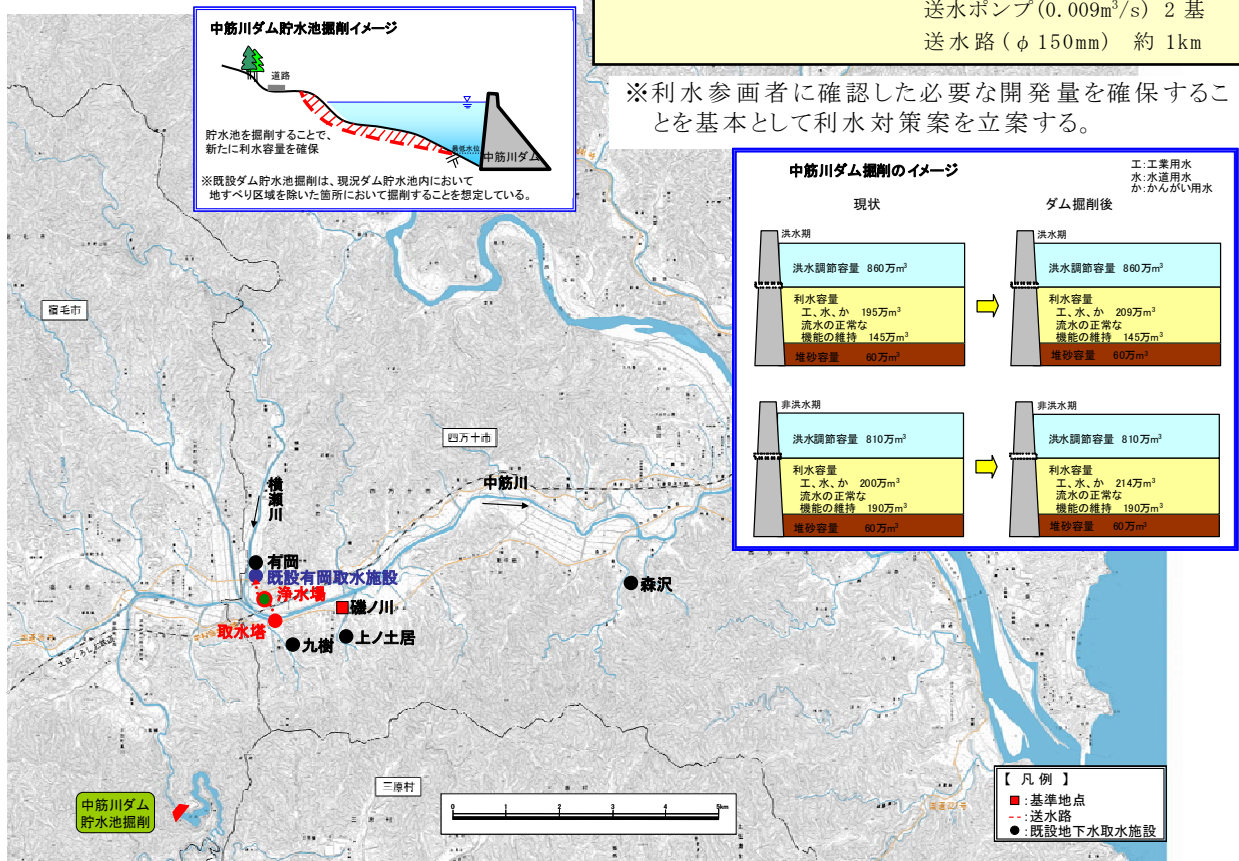 送水ポンプ(0.009m³/s) 2 基
送水路(φ150mm) 約 1km
※利水参画者に確認した必要な開発量を確保するこ
とを基本として利水対策案を立案する。
中筋川ダム貯水池掘削イメージ
道路
貯水池を掘削することで、
新たに利水容量を確保
最低水位
中筋川ダム
※既設ダム貯水池掘削は、現況ダム貯水池内において
地すべり区域を除いた箇所において掘削することを想定している。
中筋川ダム掘削のイメージ
工:工業用水
水:水道用水
か:かんがい用水
現状
ダム掘削後
洪水期
洪水調節容量 860万m³
利水容量
工、水、か 195万m³
流水の正常な
機能の維持 145万m³
堆砂容量 60万m³
洪水期
洪水調節容量 860万m³
利水容量
工、水、か 209万m³
流水の正常な
機能の維持 145万m³
堆砂容量 60万m³
非洪水期
洪水調節容量 810万m³
利水容量
工、水、か 200万m³
流水の正常な
機能の維持 190万m³
堆砂容量 60万m³
非洪水期
洪水調節容量 810万m³
利水容量
工、水、か 214万m³
流水の正常な
機能の維持 190万m³
堆砂容量 60万m³
宿毛市
四万十市
横瀬川
中筋川
有岡
既設有岡取水施設
浄水場
磯ノ川
取水塔
九樹
上ノ土居
森沢
三原村
中筋川ダム
貯水池掘削
0 1 2 3 4 5km
【 凡 例 】
:基準地点
:送水路
:既設地下水取水施設